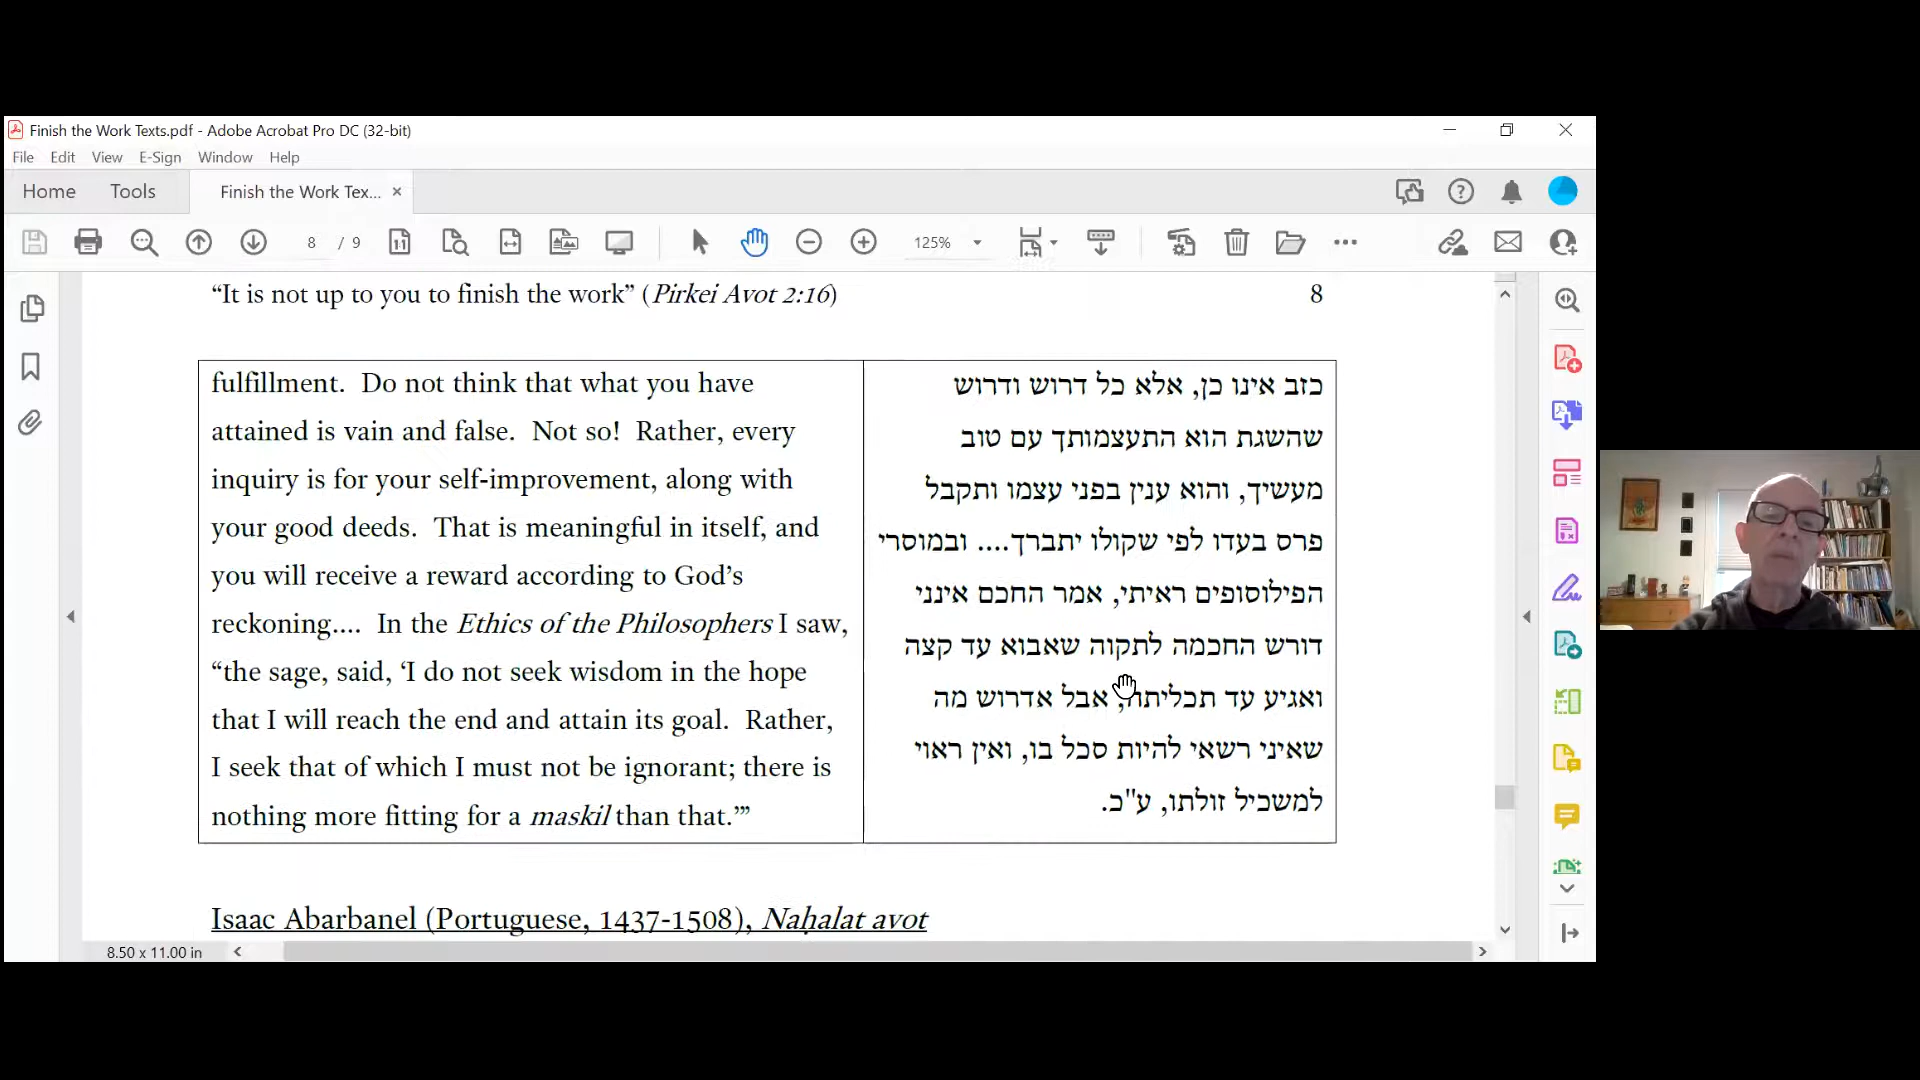 Finish the Work Texts.pdf - Adobe Acrobat Pro DC (32-bit)
File Edit View E-Sign Window Help
Home Tools Finish the Work Tex... ×
8 / 9 125%
“It is not up to you to finish the work” (Pirkei Avot 2:16) 8
fulfillment. Do not think that what you have
attained is vain and false. Not so! Rather, every
inquiry is for your self-improvement, along with
your good deeds. That is meaningful in itself, and
you will receive a reward according to God’s
reckoning.... In the Ethics of the Philosophers I saw,
“the sage, said, ‘I do not seek wisdom in the hope
that I will reach the end and attain its goal. Rather,
I seek that of which I must not be ignorant; there is
nothing more fitting for a maskil than that.’”
כזב אינו כן, אלא כל דרוש ודרוש
שהשגת הוא התעצמותך עם טוב
מעשיך, והוא ענין בפני עצמו ותקבל
פרס בעדו לפי שקולו יתברך.... ובמוסרי
הפילוסופים ראיתי, אמר החכם אינני
דורש החכמה לתקוה שאבוא עד קצה
ואגיע עד תכליתה, אבל אדרוש מה
שאיני רשאי להיות סכל בו, ואין ראוי
למשכיל זולתו, ע"כ.
Isaac Abarbanel (Portuguese, 1437-1508), Naḥalat avot
8.50 x 11.00 in